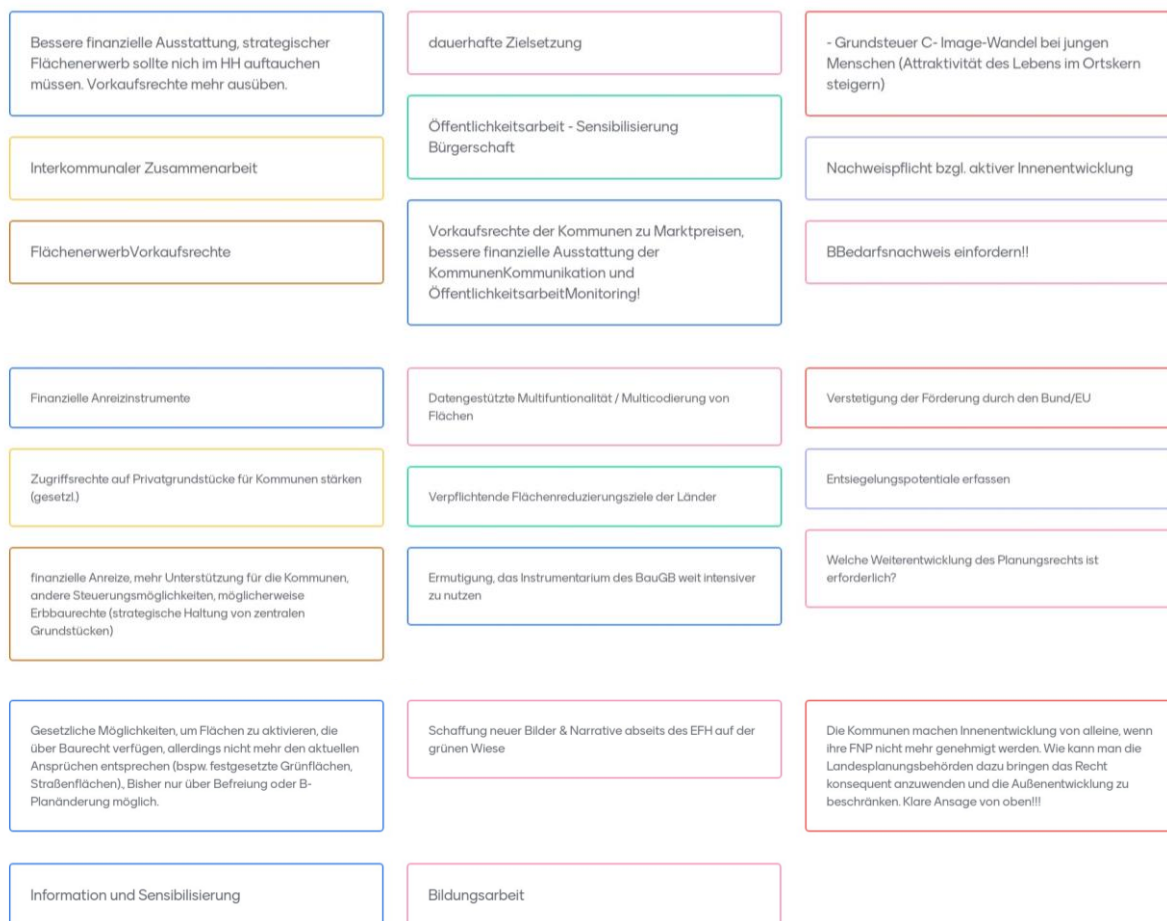 Bessere finanzielle Ausstattung, strategischer
Flächenerwerb sollte nich im HH auftauchen
müssen. Vorkaufsrechte mehr ausüben.
Interkommunaler Zusammenarbeit
FlächenerwerbVorkaufsrechte
dauerhafte Zielsetzung
Öffentlichkeitsarbeit - Sensibilisierung
Bürgerschaft
Vorkaufsrechte der Kommunen zu Marktpreisen,
bessere finanzielle Ausstattung der
KommunenKommunikation und
ÖffentlichkeitsarbeitMonitoring!
- Grundsteuer C- Image-Wandel bei jungen
Menschen (Attraktivität des Lebens im Ortskern
steigern)
Nachweispflicht bzgl. aktiver Innenentwicklung
BBedarfsnachweis einfordern!!
Finanzielle Anreizinstrumente
Zugriffsrechte auf Privatgrundstücke für Kommunen stärken
(gesetzl.)
finanzielle Anreize, mehr Unterstützung für die Kommunen,
andere Steuerungsmöglichkeiten, möglicherweise
Erbbaurechte (strategische Haltung von zentralen
Grundstücken)
Datengestützte Multifuntionalität / Multicodierung von
Flächen
Verpflichtende Flächenreduzierungsziele der Länder
Ermutigung, das Instrumentarium des BauGB weit intensiver
zu nutzen
Verstetigung der Förderung durch den Bund/EU
Entsiegelungspotentiale erfassen
Welche Weiterentwicklung des Planungsrechts ist
erforderlich?
Gesetzliche Möglichkeiten, um Flächen zu aktivieren, die
über Baurecht verfügen, allerdings nicht mehr den aktuellen
Ansprüchen entsprechen (bspw. festgesetzte Grünflächen,
Straßenflächen)., Bisher nur über Befreiung oder B-
Planänderung möglich.
Schaffung neuer Bilder & Narrative abseits des EFH auf der
grünen Wiese
Die Kommunen machen Innenentwicklung von alleine, wenn
ihre FNP nicht mehr genehmigt werden. Wie kann man die
Landesplanungsbehörden dazu bringen das Recht
konsequent anzuwenden und die Außenentwicklung zu
beschränken. Klare Ansage von oben!!!
Information und Sensibilisierung
Bildungsarbeit